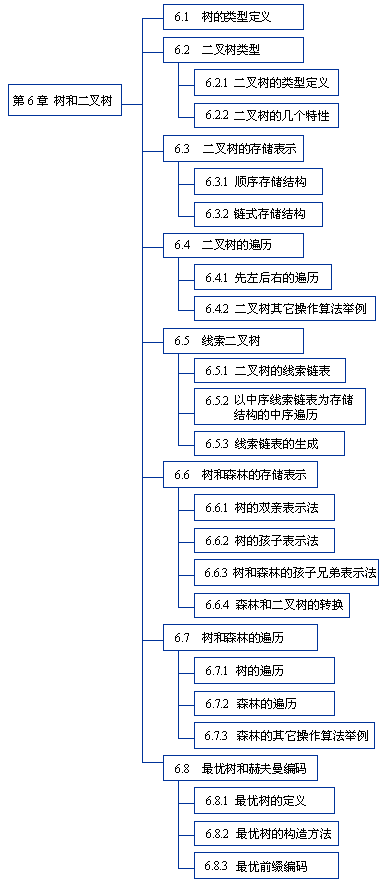 第6章 树和二叉树
6.1 树的类型定义
6.2 二叉树类型
6.2.1 二叉树的类型定义
6.2.2 二叉树的几个特性
6.3 二叉树的存储表示
6.3.1 顺序存储结构
6.3.2 链式存储结构
6.4 二叉树的遍历
6.4.1 先左后右的遍历
6.4.2 二叉树其它操作算法举例
6.5 线索二叉树
6.5.1 二叉树的线索链表
6.5.2 以中序线索链表为存储
结构的中序遍历
6.5.3 线索链表的生成
6.6 树和森林的存储表示
6.6.1 树的双亲表示法
6.6.2 树的孩子表示法
6.6.3 树和森林的孩子兄弟表示法
6.6.4 森林和二叉树的转换
6.7 树和森林的遍历
6.7.1 树的遍历
6.7.2 森林的遍历
6.7.3 森林的其它操作算法举例
6.8 最优树和赫夫曼编码
6.8.1 最优树的定义
6.8.2 最优树的构造方法
6.8.3 最优前缀编码